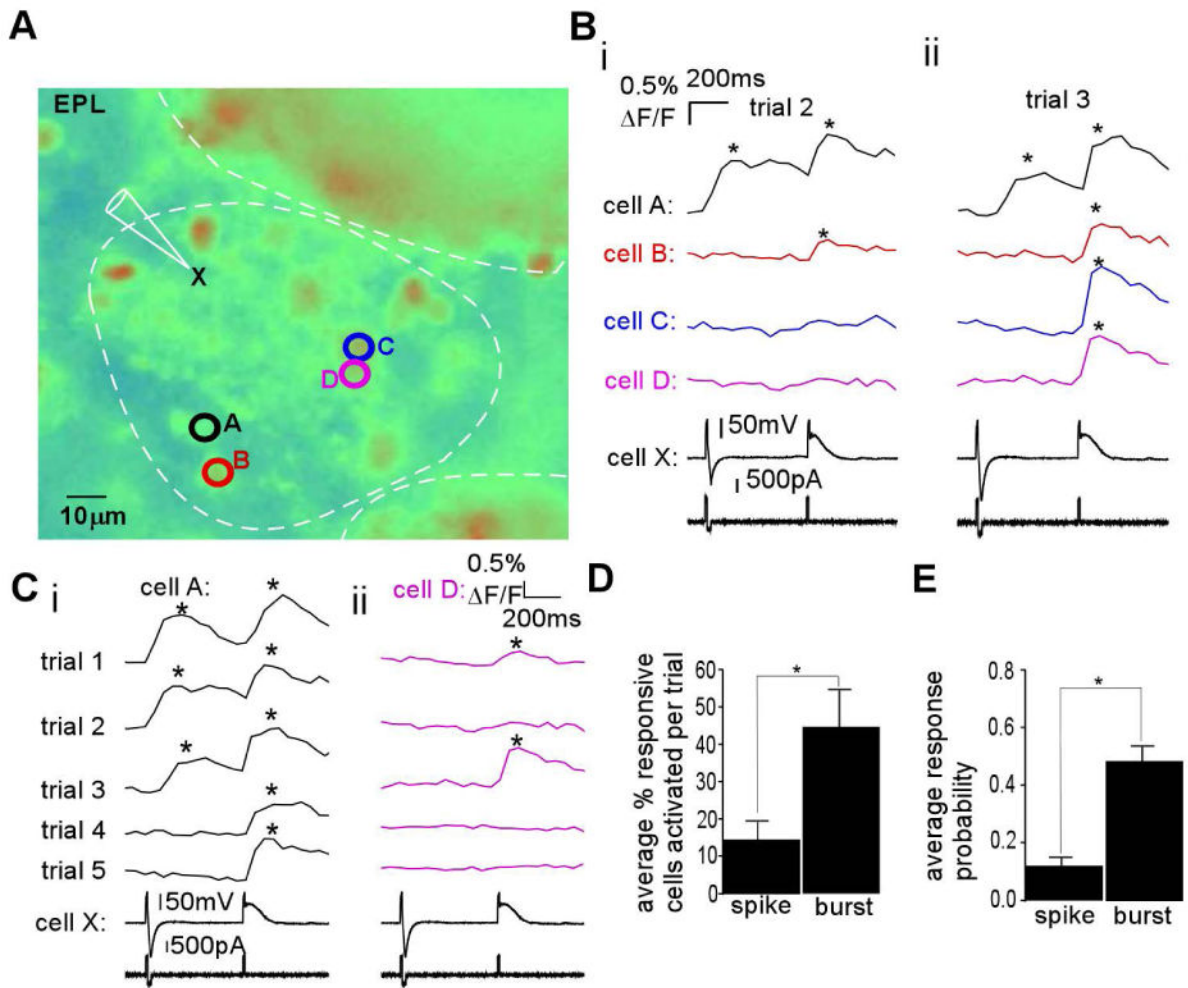 A
EPL
X
C
D
A
B
10μm
B
i
ii
0.5%
ΔF/F
200ms
trial 2
trial 3
*
*
*
*
cell A:
*
*
cell B:
*
cell C:
*
cell D:
50mV
cell X:
500pA
C
i
cell A:
ii
cell D:
0.5%
ΔF/F
200ms
*
*
*
trial 1
*
*
trial 2
*
*
*
trial 3
*
trial 4
*
trial 5
50mV
cell X:
500pA
D
average % responsive
cells activated per trial
60
50
40
30
20
10
0
*
spike
burst
E
average response
probability
0.8
0.6
0.4
0.2
0.0
*
spike
burst